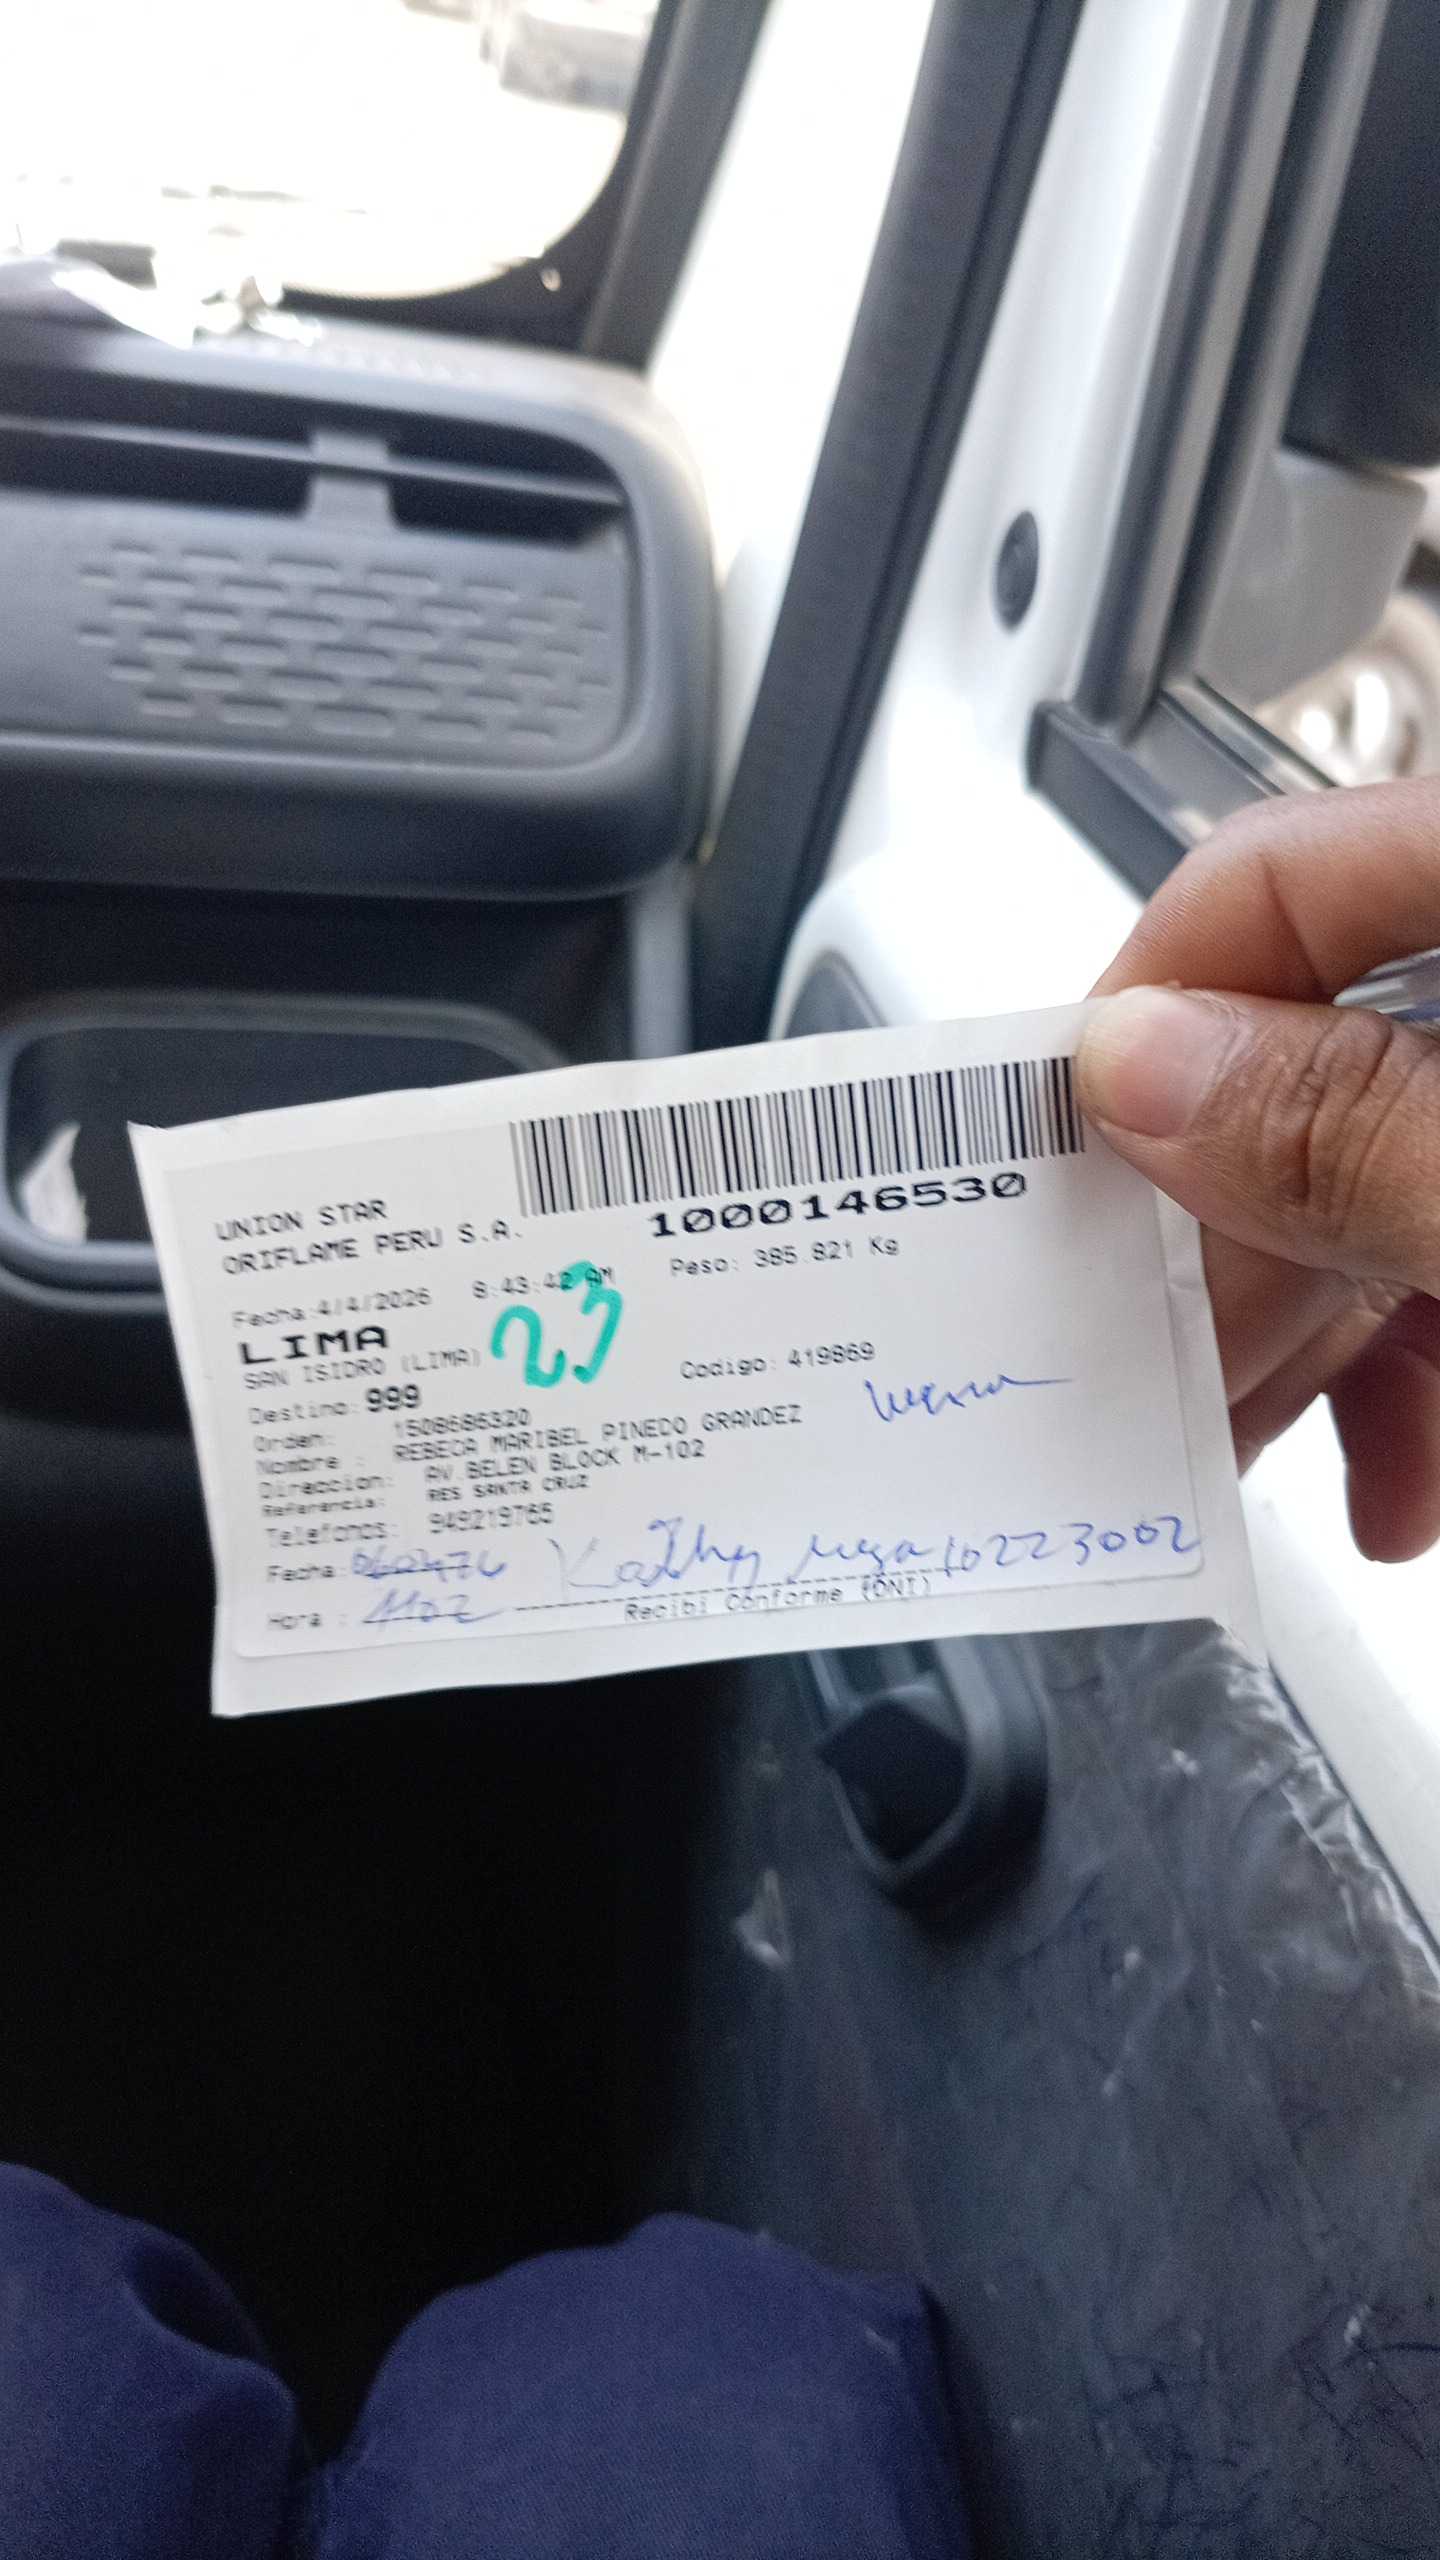 1000146530
UNION STAR
ORIFLAME PERU S.A.
Peso: 385.821 Kg
Fecha:4/4/2026 8:43:42 AM
23
LIMA
SAN ISIDRO (LIMA)
Codigo: 419869
Destino: 999
Orden: 1508686320
Nombre : REBECA MARIBEL PINEDO GRANDEZ
Direccion: AV.BELEN BLOCK M-102
Referencia: RES SANTA CRUZ
Telefonos: 949219765
Fecha:
Kathy 10223002
Hora :
Recibi Conforme (DNI)